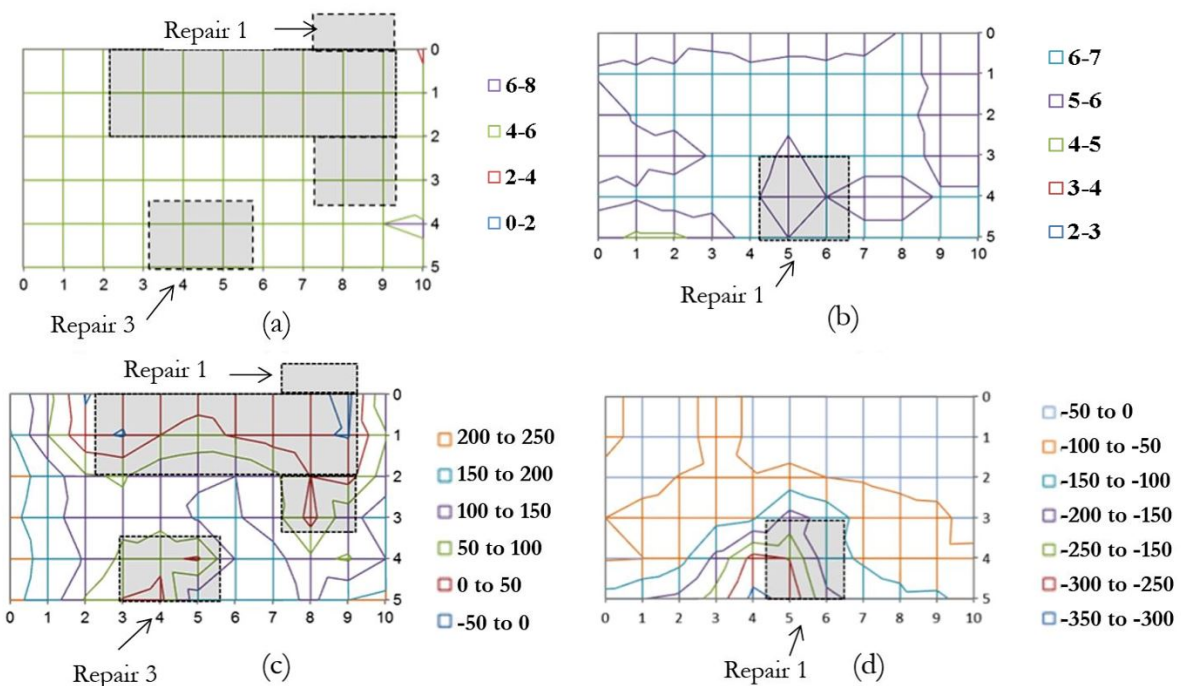 Repair 1
0
1
2
3
4
5
0 1 2 3 4 5 6 7 8 9 10
6-8
4-6
2-4
0-2
Repair 3
(a)
0
1
2
3
4
5
0 1 2 3 4 5 6 7 8 9 10
6-7
5-6
4-5
3-4
2-3
Repair 1
(b)
Repair 1
0
1
2
3
4
5
0 1 2 3 4 5 6 7 8 9 10
200 to 250
150 to 200
100 to 150
50 to 100
0 to 50
-50 to 0
Repair 3
(c)
0
1
2
3
4
5
0 1 2 3 4 5 6 7 8 9 10
-50 to 0
-100 to -50
-150 to -100
-200 to -150
-250 to -150
-300 to -250
-350 to -300
Repair 1
(d)